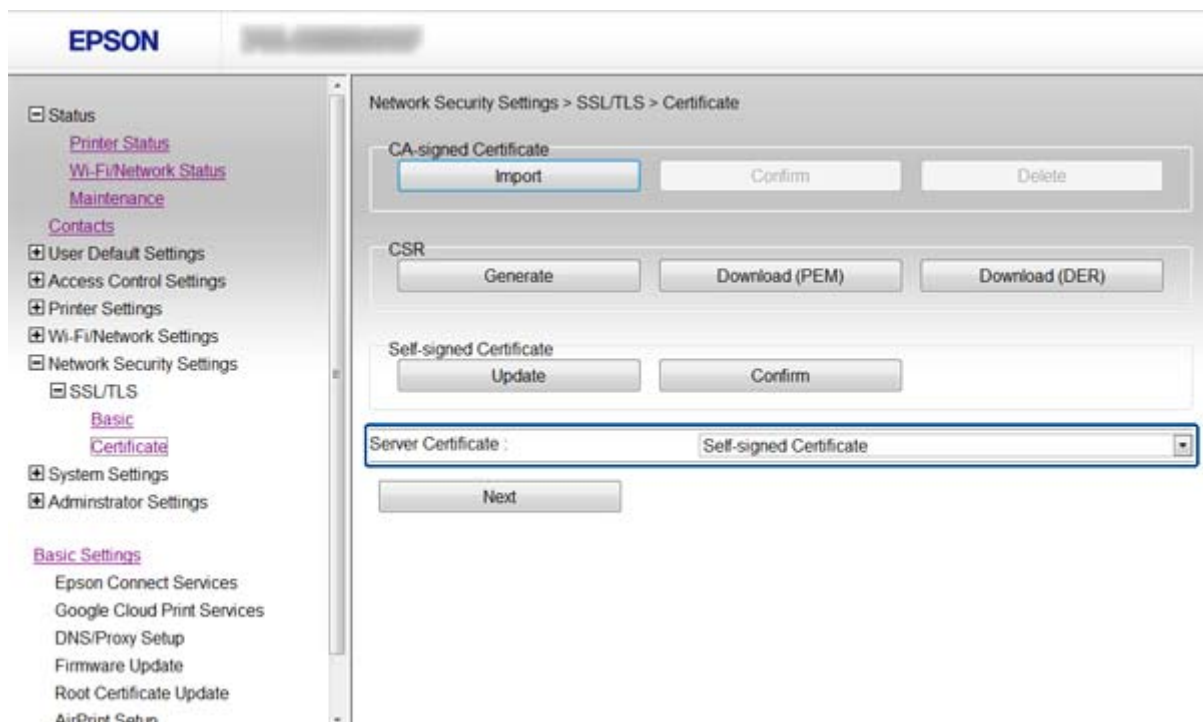 EPSON
Status
Printer Status
Wi-Fi/Network Status
Maintenance
Contacts
User Default Settings
Access Control Settings
Printer Settings
Wi-Fi/Network Settings
Network Security Settings
SSL/TLS
Basic
Certificate
System Settings
Adminstrator Settings
Basic Settings
Epson Connect Services
Google Cloud Print Services
DNS/Proxy Setup
Firmware Update
Root Certificate Update
AirPrint Setup
Network Security Settings > SSL/TLS > Certificate
CA-signed Certificate
Import Confirm Delete
CSR
Generate Download (PEM) Download (DER)
Self-signed Certificate
Update Confirm
Server Certificate : Self-signed Certificate
Next